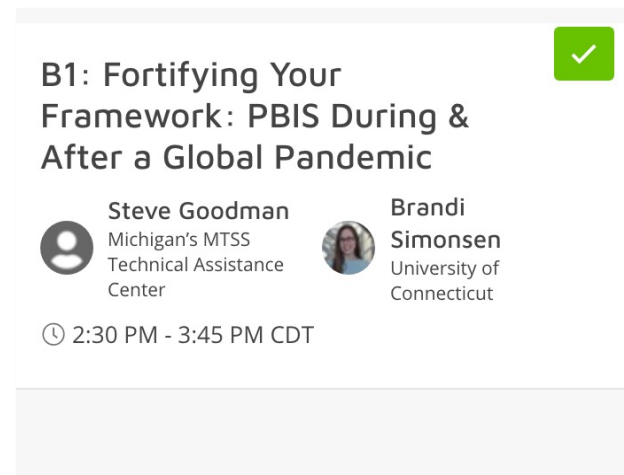 B1: Fortifying Your
Framework: PBIS During &
After a Global Pandemic
Steve Goodman
Michigan’s MTSS
Technical Assistance
Center
Brandi
Simonsen
University of
Connecticut
2:30 PM - 3:45 PM CDT